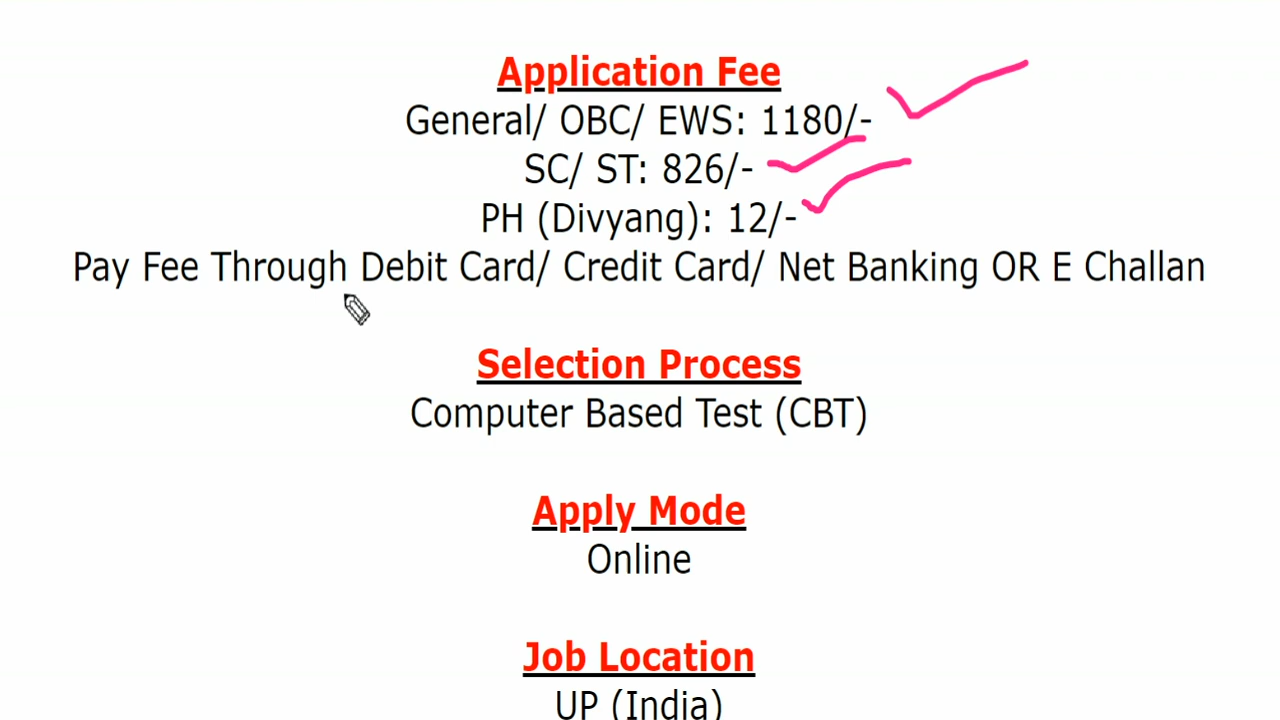 Application Fee
General/ OBC/ EWS: 1180/-
SC/ ST: 826/-
PH (Divyang): 12/-
Pay Fee Through Debit Card/ Credit Card/ Net Banking OR E Challan
Selection Process
Computer Based Test (CBT)
Apply Mode
Online
Job Location
UP (India)